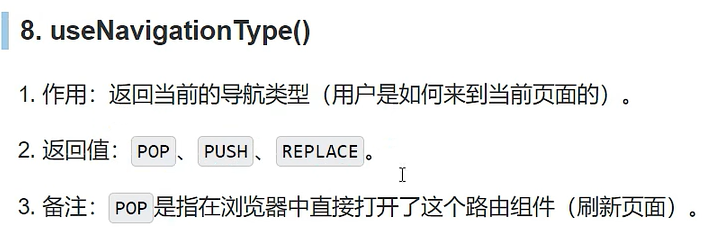 8. useNavigationType()
1. 作用：返回当前的导航类型（用户是如何来到当前页面的）。
2. 返回值：POP、PUSH、REPLACE。
3. 备注：POP是指在浏览器中直接打开了这个路由组件（刷新页面）。